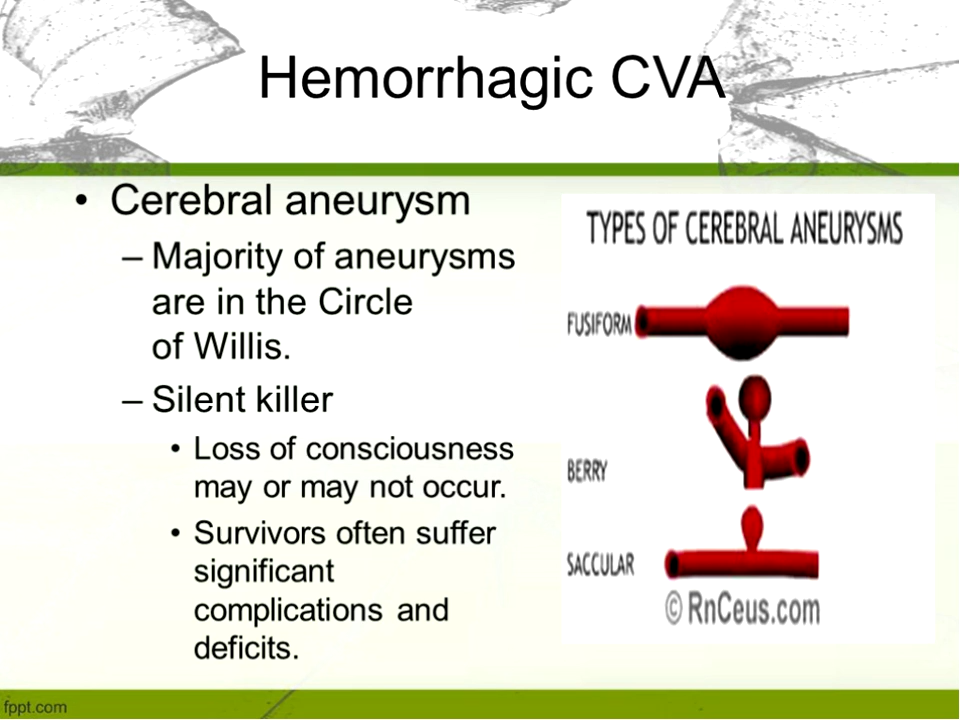 Hemorrhagic CVA
• Cerebral aneurysm
– Majority of aneurysms
are in the Circle
of Willis.
– Silent killer
• Loss of consciousness
may or may not occur.
• Survivors often suffer
significant
complications and
deficits.
TYPES OF CEREBRAL ANEURYSMS
FUSIFORM
BERRY
SACCULAR
© RnCeus.com
fppt.com